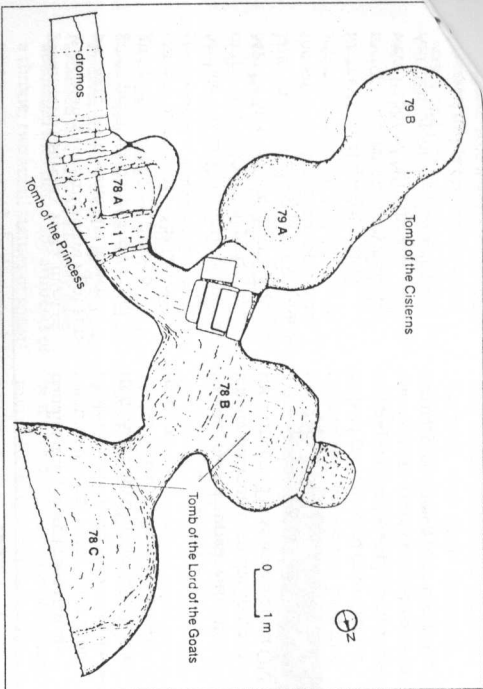 79 B
Tomb of the Cisterns
79 A
dromos
78 A
1
Tomb of the Princess
78 B
Tomb of the Lord of the Goats
78 C
0 1 m
N